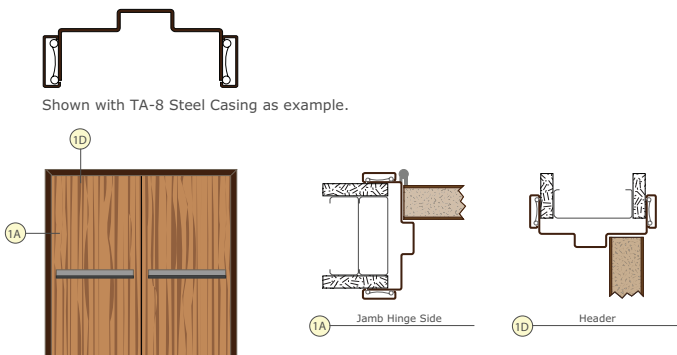 Shown with TA-8 Steel Casing as example.
1D
1A
1A Jamb Hinge Side
1D Header